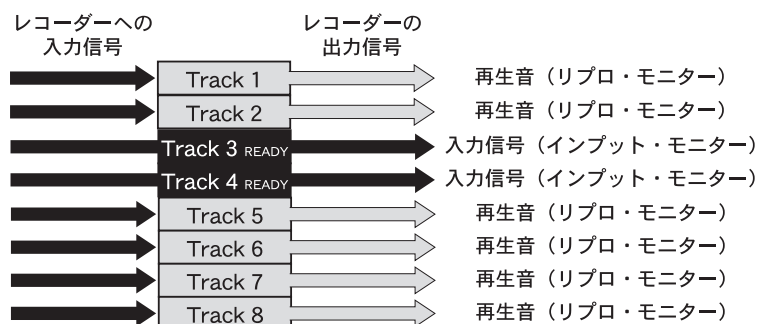 レコーダーへの
入力信号
レコーダーの
出力信号
Track 1 再生音（リプロ・モニター）
Track 2 再生音（リプロ・モニター）
Track 3 READY 入力信号（インプット・モニター）
Track 4 READY 入力信号（インプット・モニター）
Track 5 再生音（リプロ・モニター）
Track 6 再生音（リプロ・モニター）
Track 7 再生音（リプロ・モニター）
Track 8 再生音（リプロ・モニター）